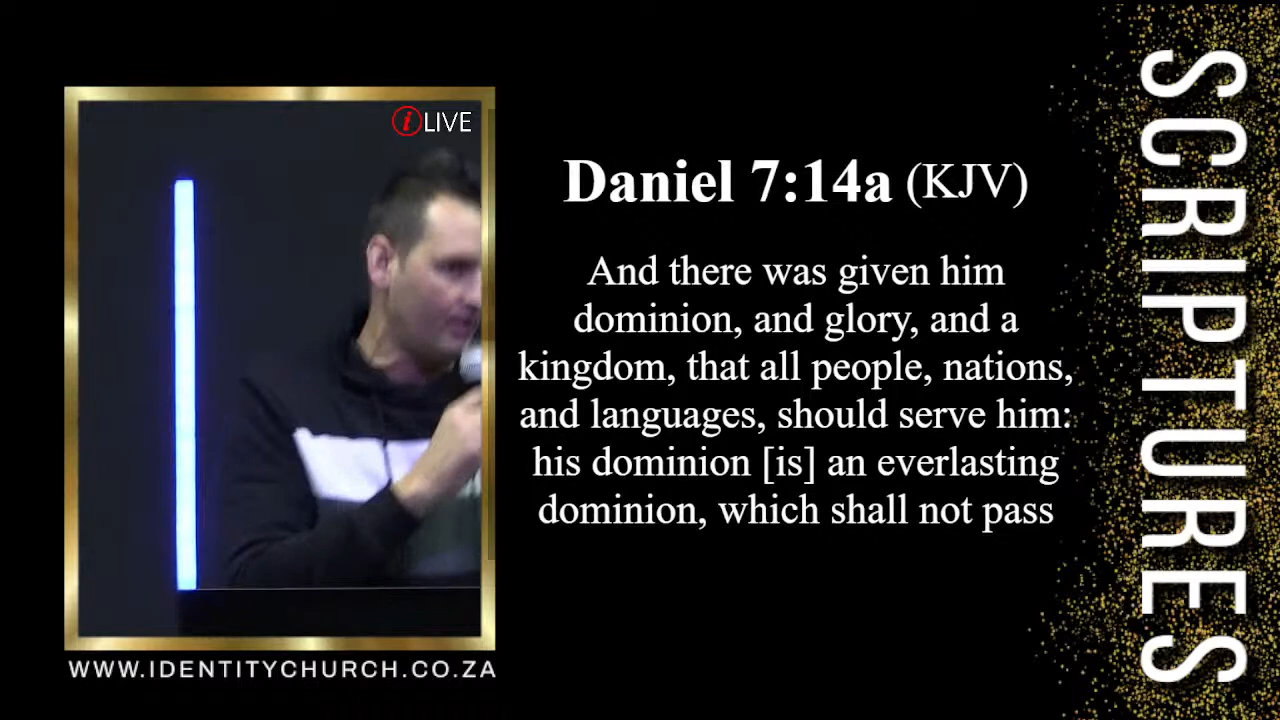 i LIVE
Daniel 7:14a (KJV)
And there was given him
dominion, and glory, and a
kingdom, that all people, nations,
and languages, should serve him:
his dominion [is] an everlasting
dominion, which shall not pass
WWW.IDENTITYCHURCH.CO.ZA
SCRIPTURES